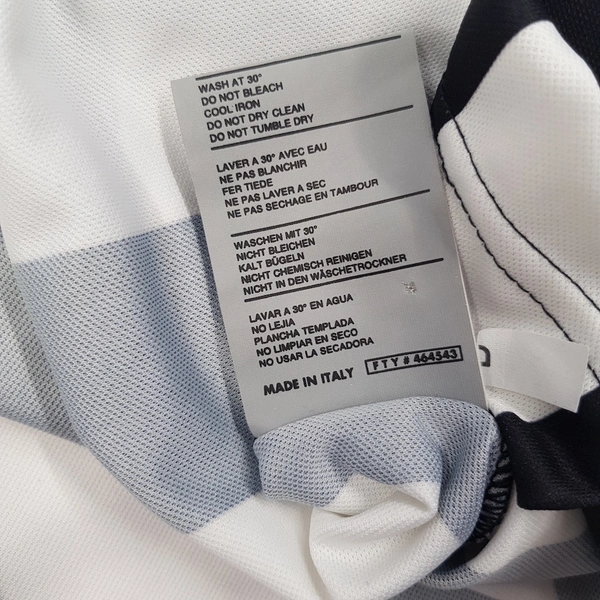 WASH AT 30°
DO NOT BLEACH
COOL IRON
DO NOT DRY CLEAN
DO NOT TUMBLE DRY
LAVER A 30° AVEC EAU
NE PAS BLANCHIR
FER TIEDE
NE PAS LAVER A SEC
NE PAS SECHAGE EN TAMBOUR
WASCHEN MIT 30°
NICHT BLEICHEN
KALT BÜGELN
NICHT CHEMISCH REINIGEN
NICHT IN DEN WÄSCHETROCKNER
LAVAR A 30° EN AGUA
NO LEJIA
PLANCHA TEMPLADA
NO LIMPIAR EN SECO
NO USAR LA SECADORA
MADE IN ITALY
FTY # 464543